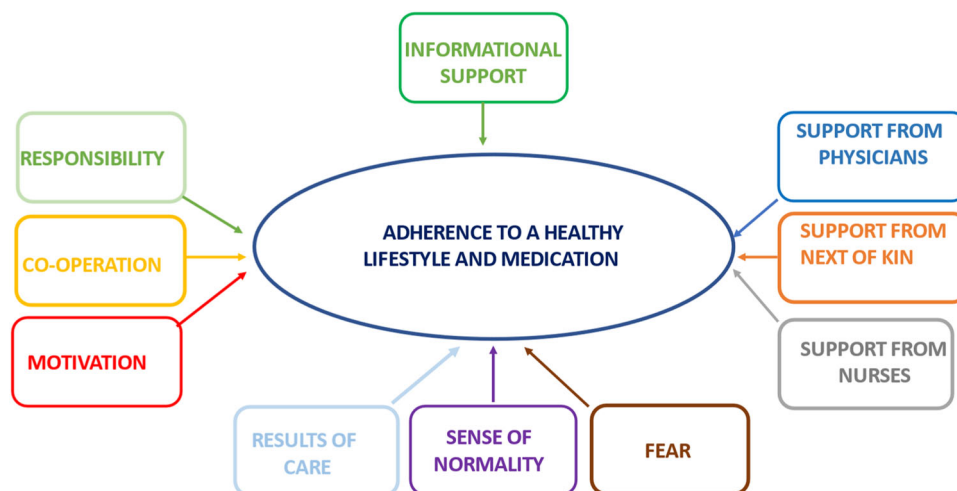 INFORMATIONAL
SUPPORT
RESPONSIBILITY
CO-OPERATION
MOTIVATION
ADHERENCE TO A HEALTHY
LIFESTYLE AND MEDICATION
SUPPORT FROM
PHYSICIANS
SUPPORT FROM
NEXT OF KIN
SUPPORT FROM
NURSES
RESULTS OF
CARE
SENSE OF
NORMALITY
FEAR